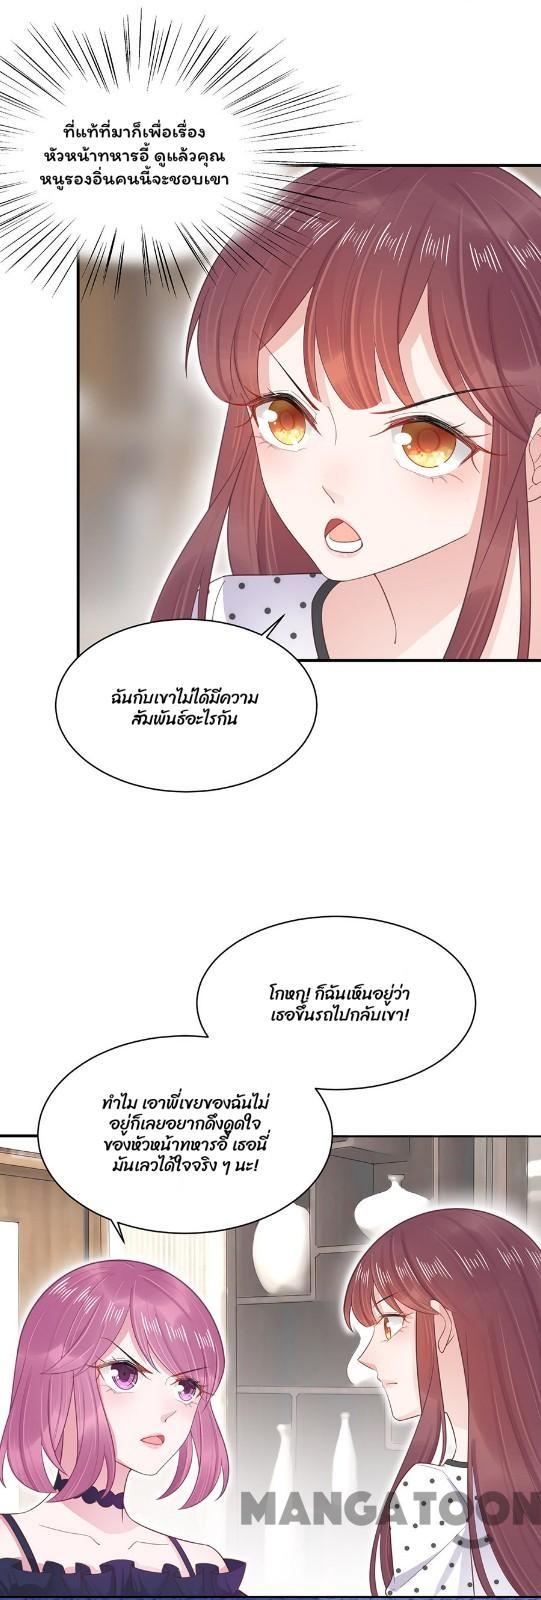 ที่แท้ที่มาก็เพื่อเรื่อง
หัวหน้าทหารอี้ ดูแล้วคุณ
หนูรองอิ่นคนนี้จะชอบเขา
ฉันกับเขาไม่ได้มีความ
สัมพันธ์อะไรกัน
โกหก! ก็ฉันเห็นอยู่ว่า
เธอขึ้นรถไปกลับเขา!
ทำไม เอาพี่เขยของฉันไม่
อยู่ก็เลยอยากดึงดูดใจ
ของหัวหน้าทหารอี้ เธอนี่
มันเลวได้ใจจริง ๆ นะ!
MANGATOON